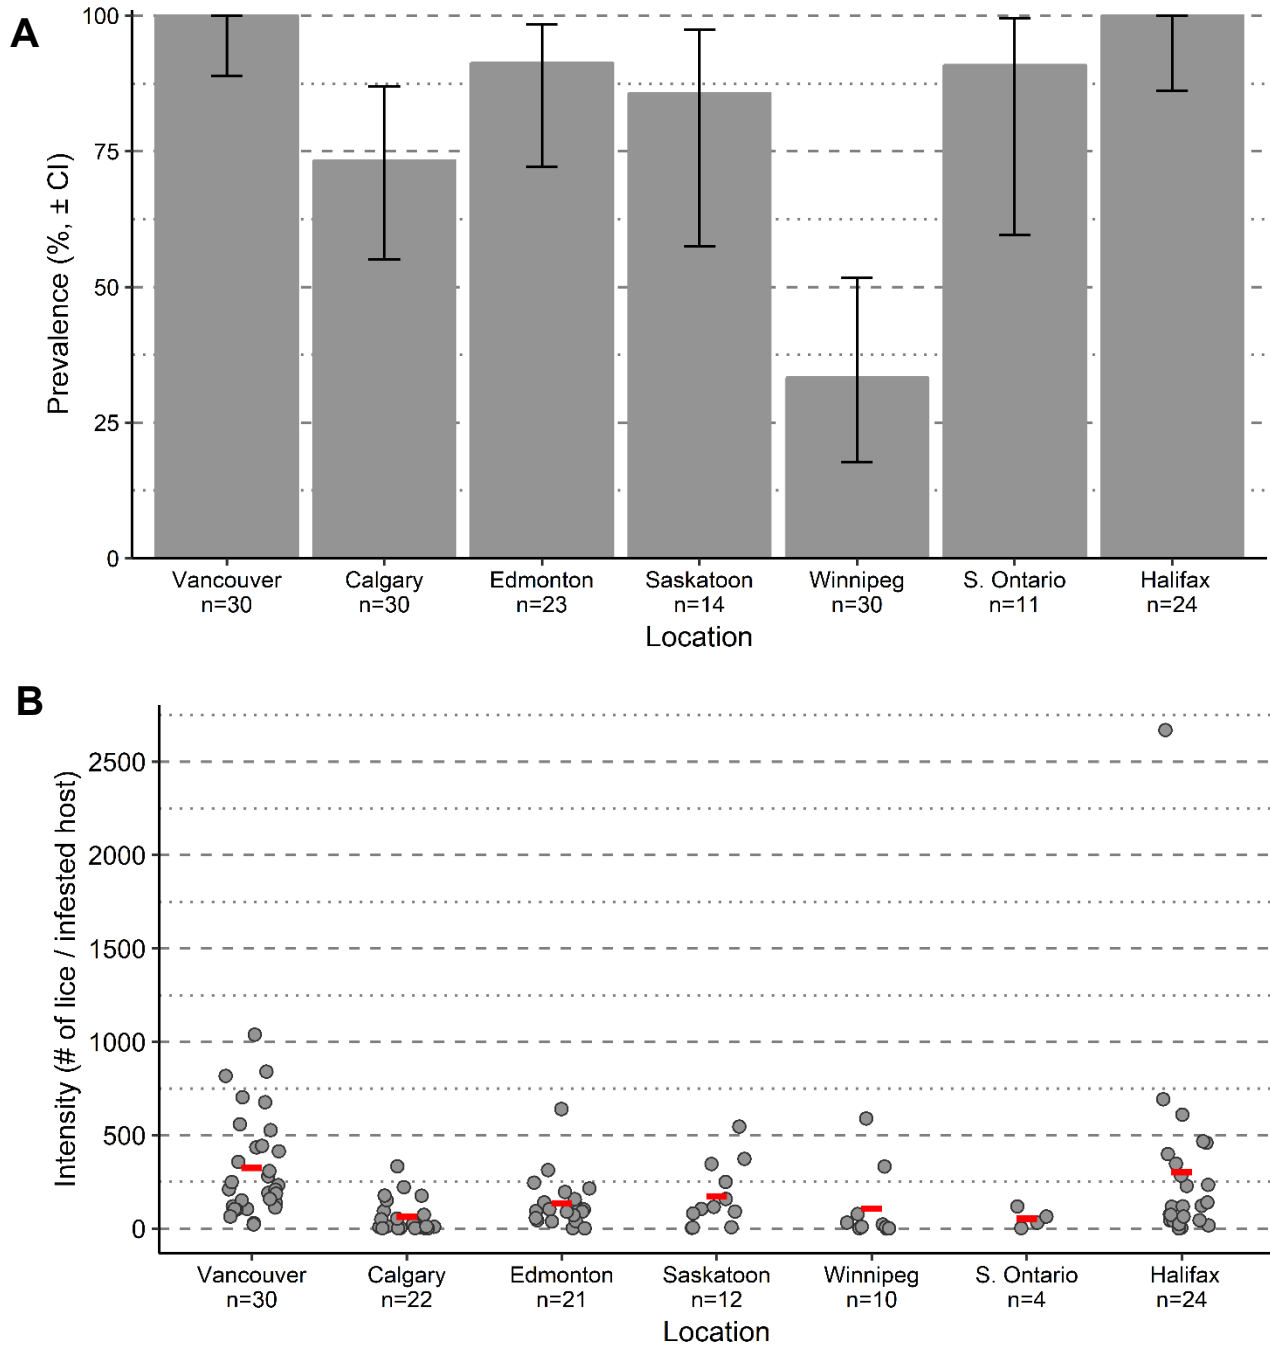 A
Prevalence (%, ± CI)
100
75
50
25
0
Vancouver Calgary Edmonton Saskatoon Winnipeg S. Ontario Halifax
n=30 n=30 n=23 n=14 n=30 n=11 n=24
Location
B
Intensity (# of lice / infested host)
2500
2000
1500
1000
500
0
Vancouver Calgary Edmonton Saskatoon Winnipeg S. Ontario Halifax
n=30 n=22 n=21 n=12 n=10 n=4 n=24
Location